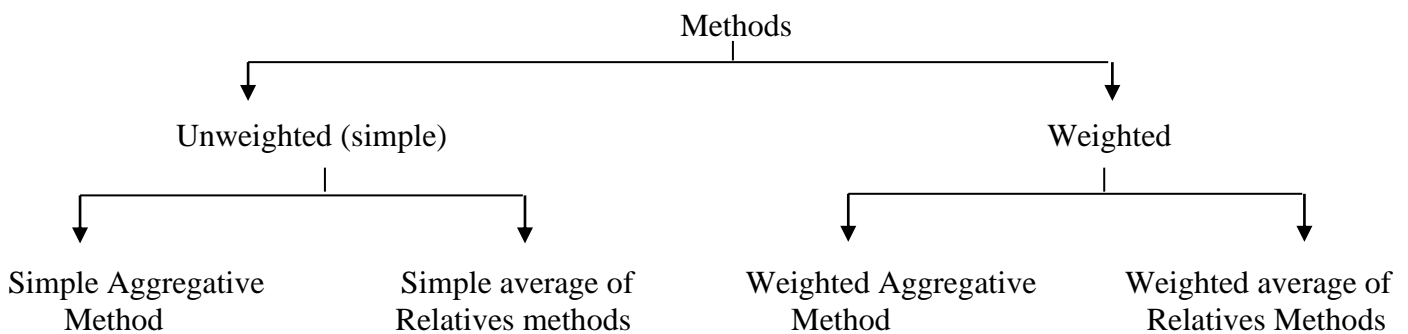 Methods
Unweighted (simple)
Weighted
Simple Aggregative
Method
Simple average of
Relatives methods
Weighted Aggregative
Method
Weighted average of
Relatives Methods